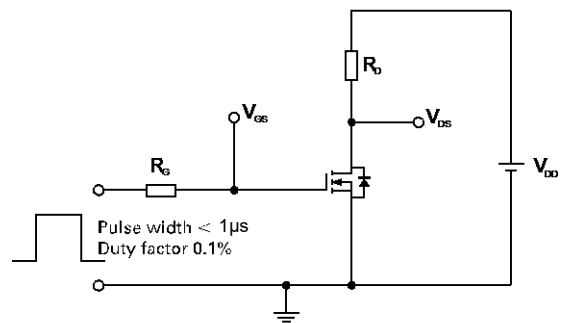 R_D
V_GS
V_DS
R_G
V_DD
Pulse width < 1μs
Duty factor 0.1%